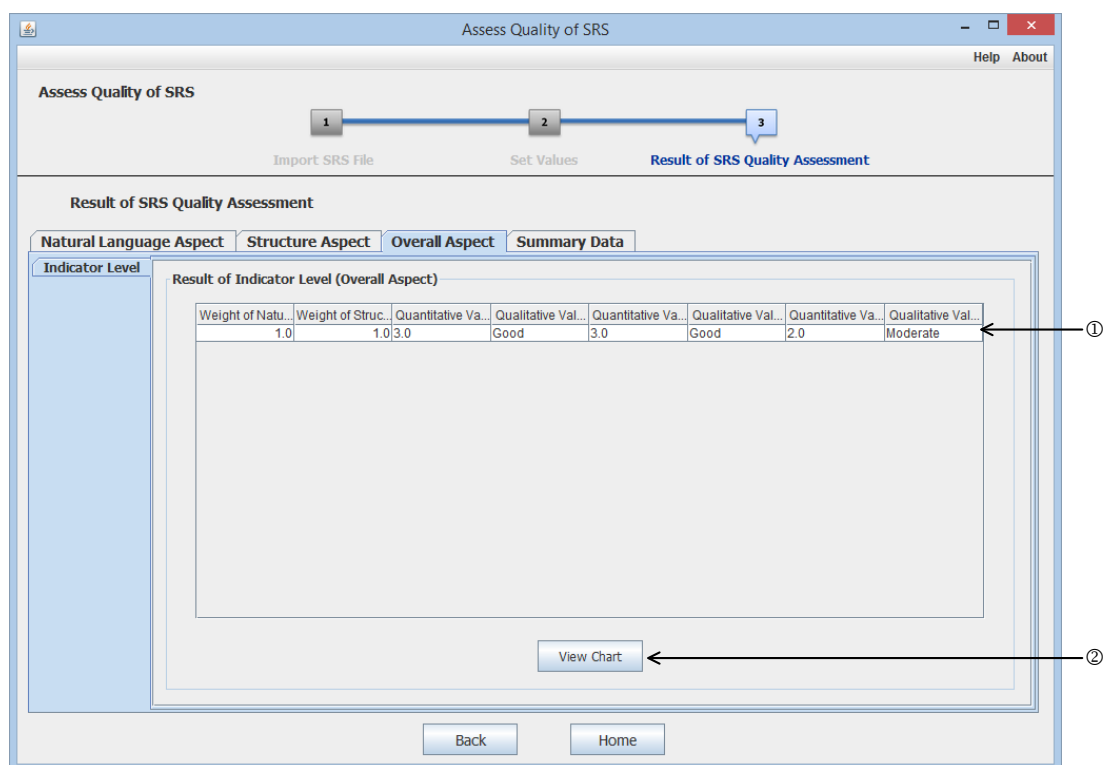 Assess Quality of SRS
Help About
Assess Quality of SRS
1 2 3
Import SRS File Set Values Result of SRS Quality Assessment
Result of SRS Quality Assessment
Natural Language Aspect Structure Aspect Overall Aspect Summary Data
Indicator Level
Result of Indicator Level (Overall Aspect)
Weight of Natu... Weight of Struc... Quantitative Va... Qualitative Val... Quantitative Va... Qualitative Val... Quantitative Va... Qualitative Val...
1.0 1.0 3.0 Good 3.0 Good 2.0 Moderate
①
View Chart
②
Back Home